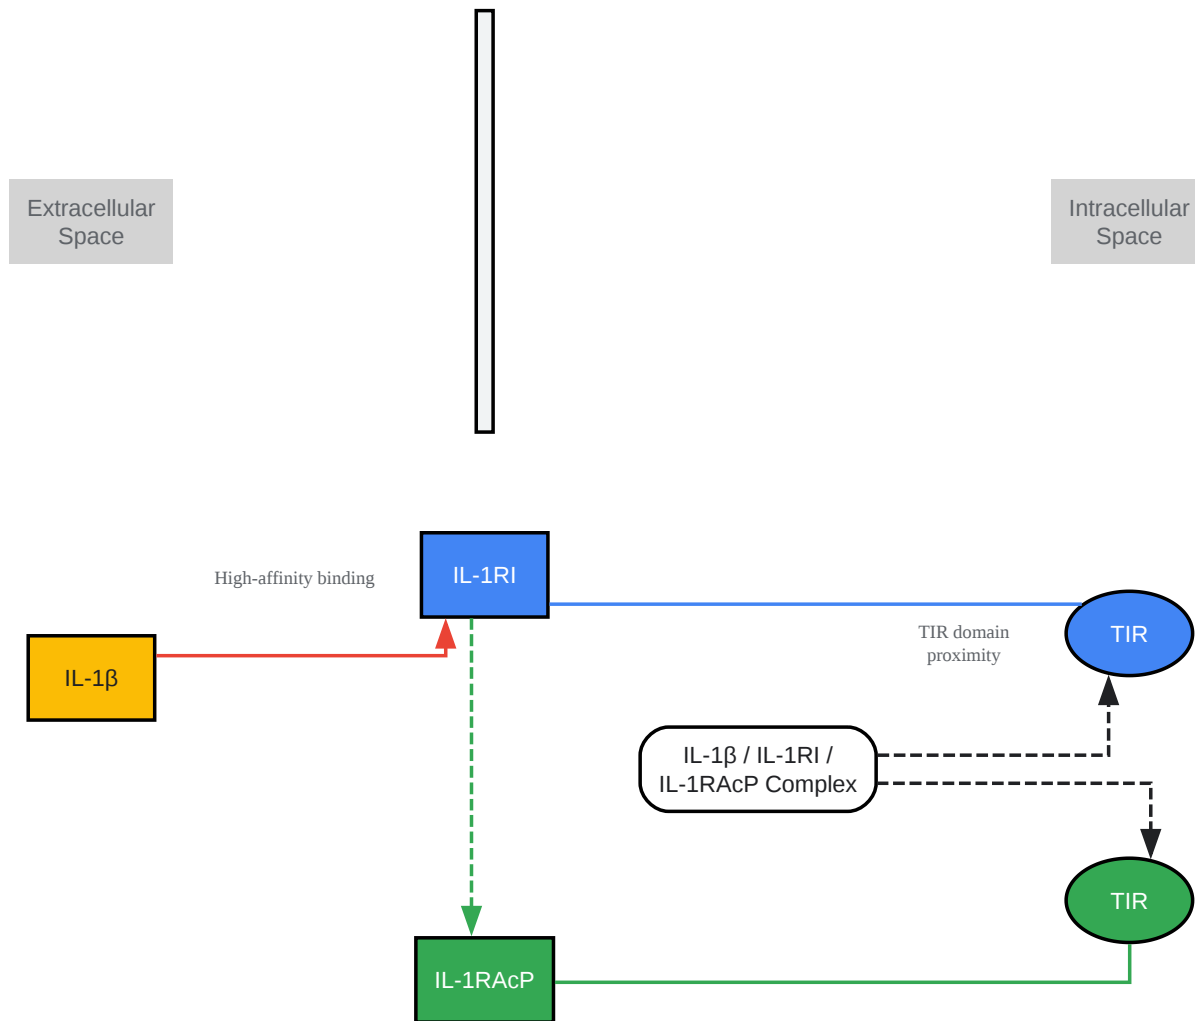 Extracellular
Space
Intracellular
Space
IL-1RI
High-affinity binding
TIR
TIR domain
proximity
IL-1β
IL-1β / IL-1RI /
IL-1RAcP Complex
TIR
IL-1RAcP